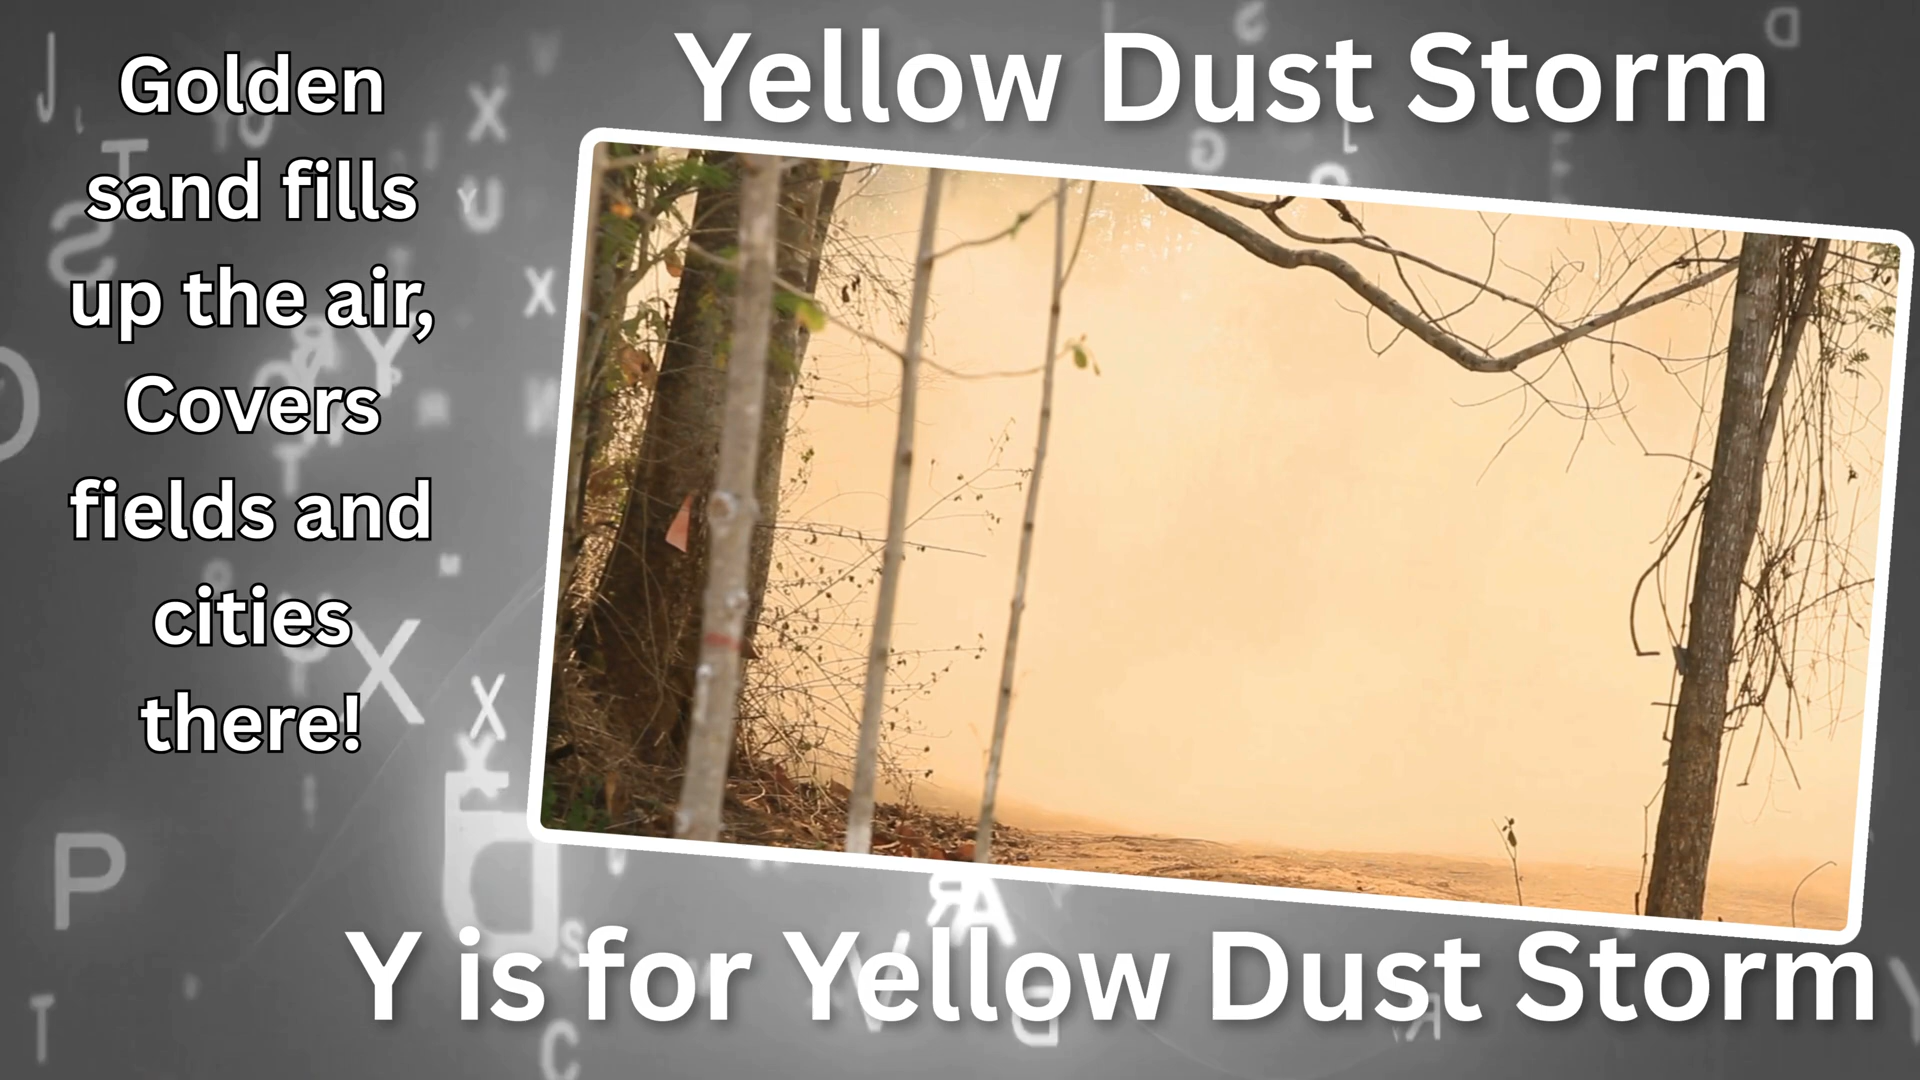 Yellow Dust Storm
Golden
sand fills
up the air,
Covers
fields and
cities
there!
Y is for Yellow Dust Storm